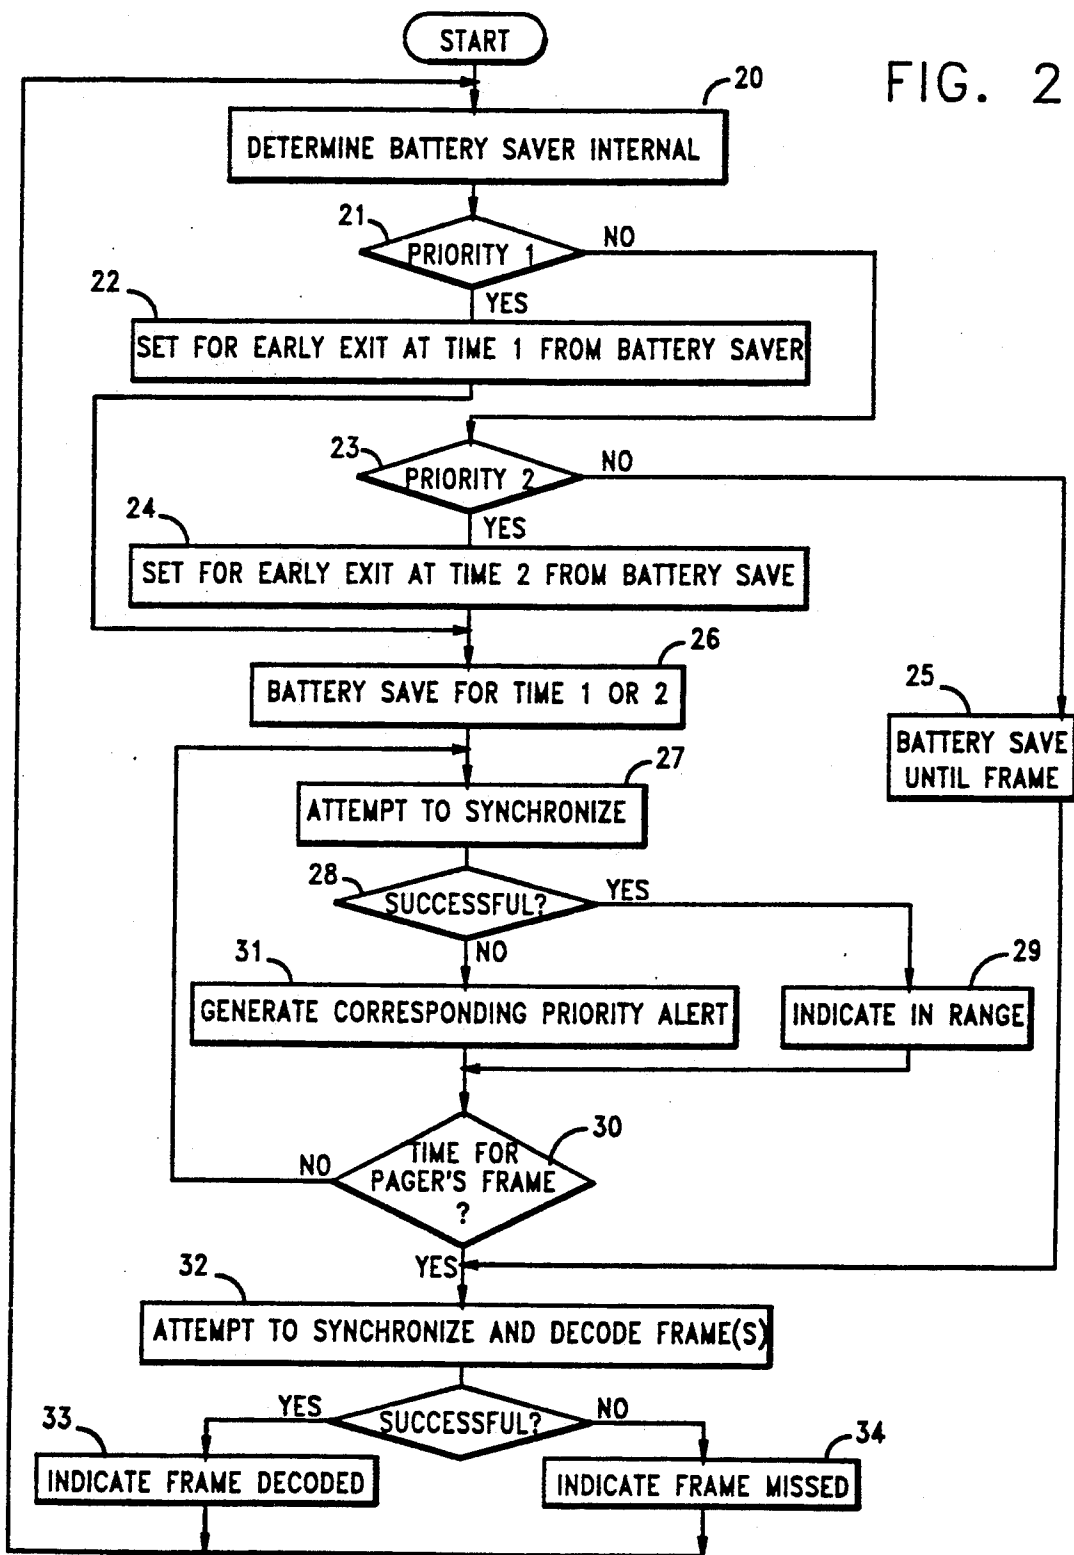 START
FIG. 2
20
DETERMINE BATTERY SAVER INTERNAL
21
PRIORITY 1
NO
YES
22
SET FOR EARLY EXIT AT TIME 1 FROM BATTERY SAVER
23
PRIORITY 2
NO
YES
24
SET FOR EARLY EXIT AT TIME 2 FROM BATTERY SAVE
26
BATTERY SAVE FOR TIME 1 OR 2
25
BATTERY SAVE
UNTIL FRAME
27
ATTEMPT TO SYNCHRONIZE
28
SUCCESSFUL?
YES
NO
31
GENERATE CORRESPONDING PRIORITY ALERT
29
INDICATE IN RANGE
30
TIME FOR
PAGER'S FRAME
?
NO
YES
32
ATTEMPT TO SYNCHRONIZE AND DECODE FRAME(S)
YES
SUCCESSFUL?
NO
33
INDICATE FRAME DECODED
34
INDICATE FRAME MISSED